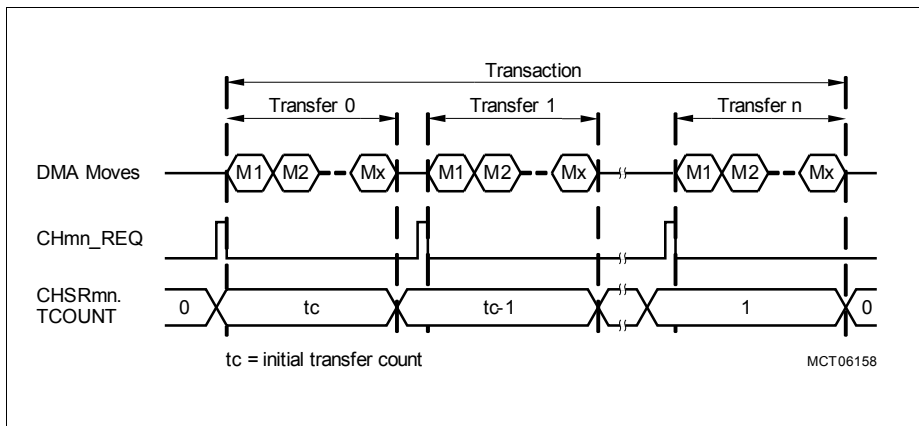 Transaction
Transfer 0 Transfer 1 Transfer n
DMA Moves M1 M2 Mx M1 M2 Mx M1 M2 Mx
CHmn_REQ
CHSRmn.
TCOUNT
0 tc tc-1 1 0
tc = initial transfer count
MCT06158